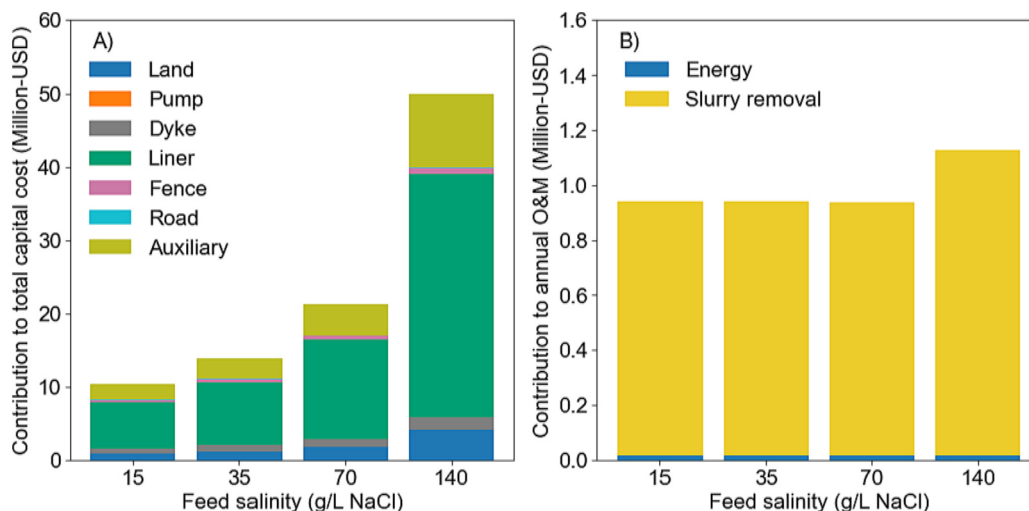 A)
Land
Pump
Dyke
Liner
Fence
Road
Auxiliary
Contribution to total capital cost (Million-USD)
60
50
40
30
20
10
0
15 35 70 140
Feed salinity (g/L NaCl)
B)
Energy
Slurry removal
Contribution to annual O&M (Million-USD)
1.6
1.4
1.2
1.0
0.8
0.6
0.4
0.2
0.0
15 35 70 140
Feed salinity (g/L NaCl)